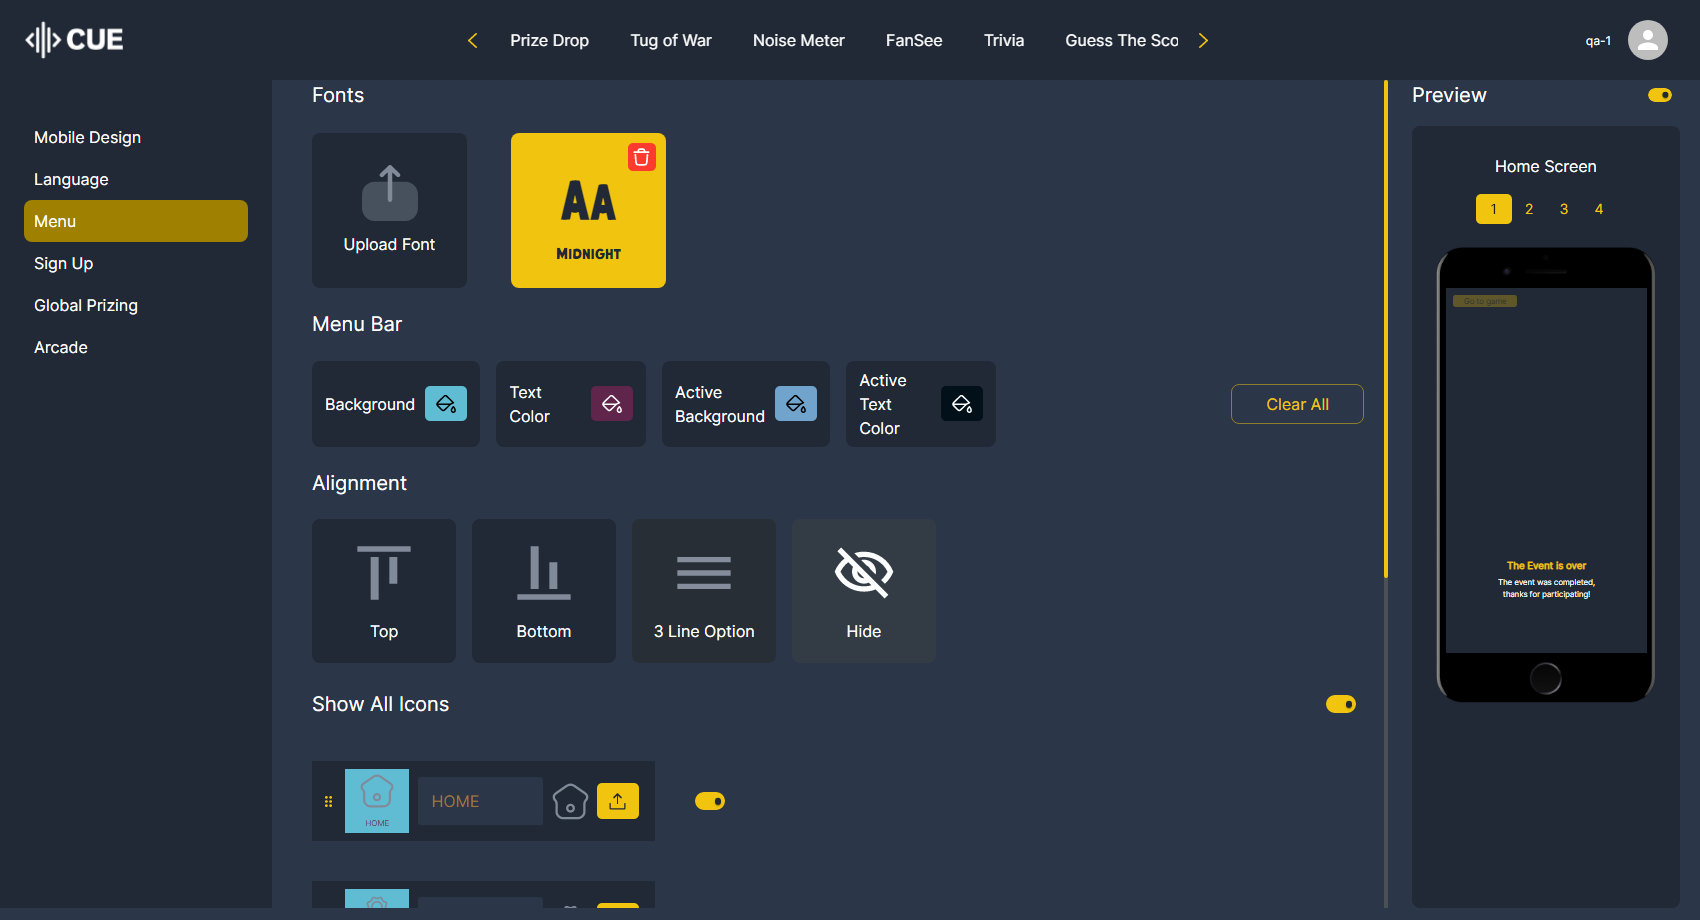 CUE
Prize Drop
Tug of War
Noise Meter
FanSee
Trivia
Guess The Sco
qa-1
Mobile Design
Language
Menu
Sign Up
Global Prizing
Arcade
Fonts
Upload Font
AA
MIDNIGHT
Menu Bar
Background
Text
Color
Active
Background
Active
Text
Color
Clear All
Alignment
Top
Bottom
3 Line Option
Hide
Show All Icons
HOME
HOME
Preview
Home Screen
1 2 3 4
Go to game
The Event is over
The event was completed,
thanks for participating!